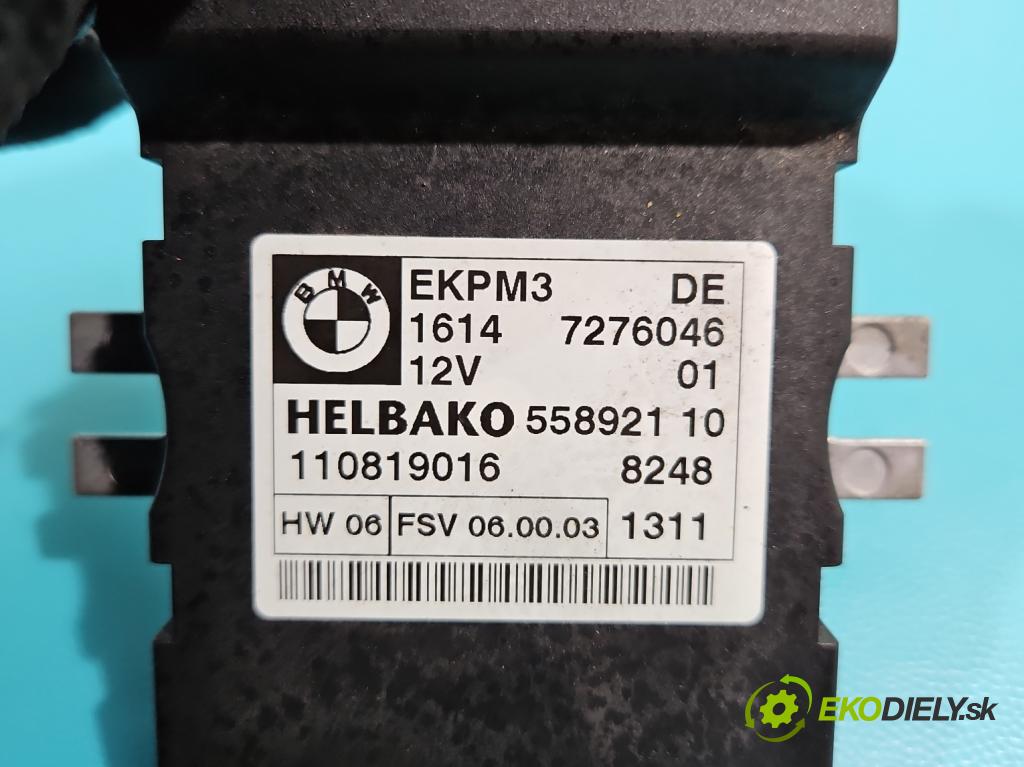 BMW
EKPM3 DE
1614 7276046
12V 01
HELBAKO 558921 10
110819016 8248
HW 06 FSV 06.00.03 1311
EKODIELY.sk